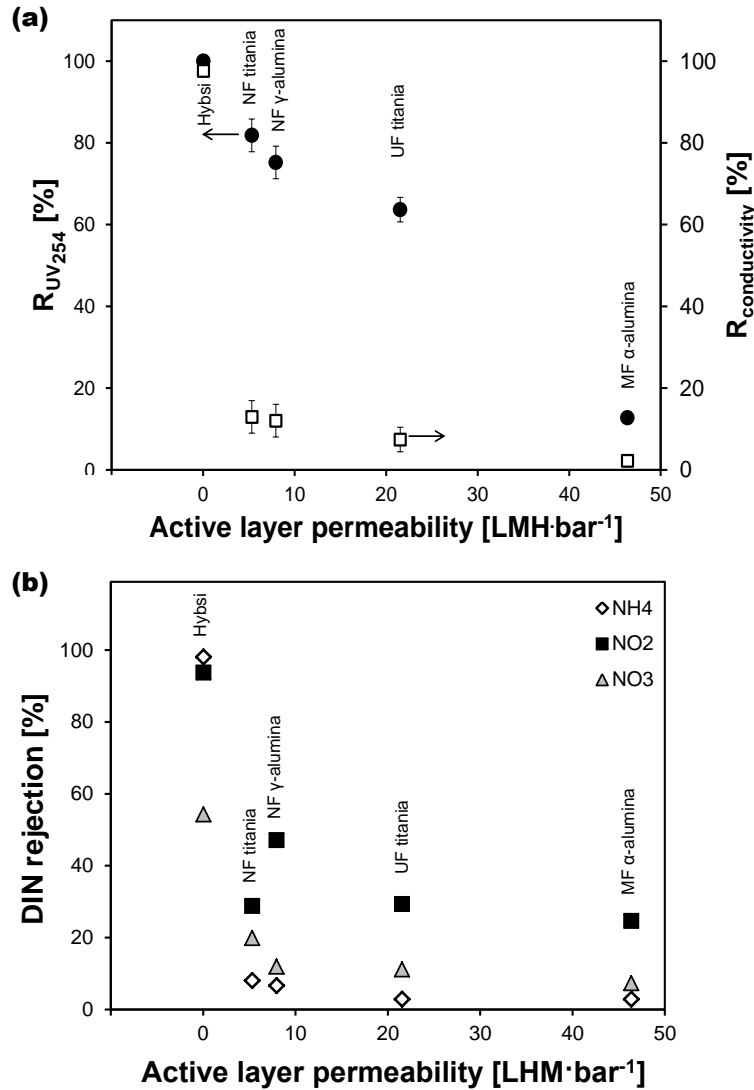 (a)
100
80
60
40
20
0
R_UV254 [%]
Hybsi
NF titania
NF γ-alumina
UF titania
MF α-alumina
100
80
60
40
20
0
R_conductivity [%]
0 10 20 30 40 50
Active layer permeability [LMH·bar⁻¹]
(b)
NH4
NO2
NO3
100
80
60
40
20
0
DIN rejection [%]
Hybsi
NF titania
NF γ-alumina
UF titania
MF α-alumina
0 10 20 30 40 50
Active layer permeability [LHM·bar⁻¹]